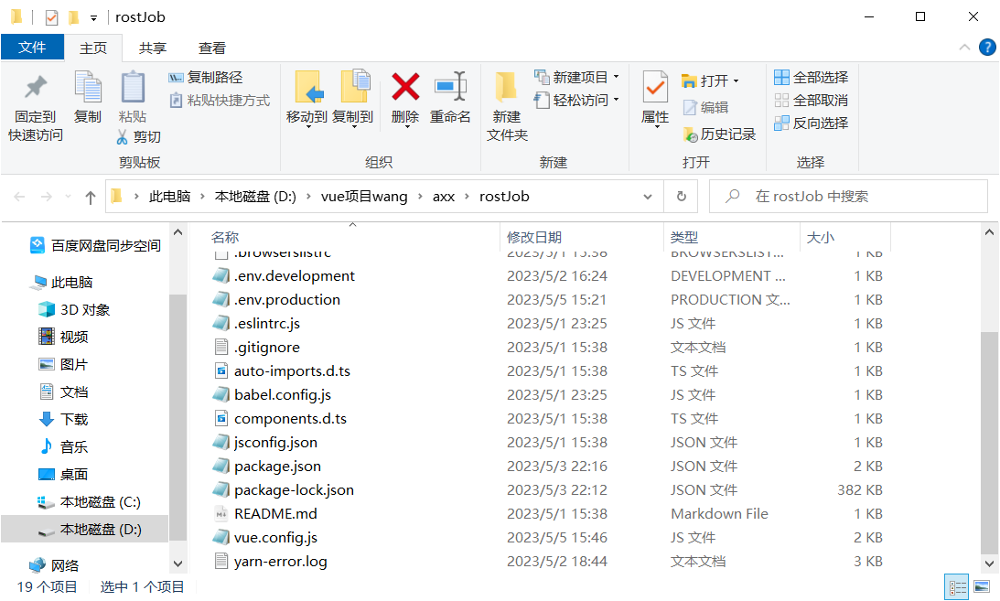 rostJob
文件 主页 共享 查看
固定到
快速访问
复制
粘贴
复制路径
粘贴快捷方式
剪切
剪贴板
移动到 复制到 删除 重命名
组织
新建
文件夹
新建项目
轻松访问
新建
属性
打开
编辑
历史记录
打开
全部选择
全部取消
反向选择
选择
此电脑 › 本地磁盘 (D:) › vue项目wang › axx › rostJob
在 rostJob 中搜索
百度网盘同步空间
此电脑
3D 对象
视频
图片
文档
下载
音乐
桌面
本地磁盘 (C:)
本地磁盘 (D:)
网络
名称 修改日期 类型 大小
.browserslistrc 2023/5/1 15:38 BROWSERSLIST... 1 KB
.env.development 2023/5/2 16:24 DEVELOPMENT ... 1 KB
.env.production 2023/5/5 15:21 PRODUCTION 文... 1 KB
.eslintrc.js 2023/5/1 23:25 JS 文件 1 KB
.gitignore 2023/5/1 15:38 文本文档 1 KB
auto-imports.d.ts 2023/5/1 15:38 TS 文件 1 KB
babel.config.js 2023/5/1 23:25 JS 文件 1 KB
components.d.ts 2023/5/1 15:38 TS 文件 1 KB
jsconfig.json 2023/5/1 15:38 JSON 文件 1 KB
package.json 2023/5/3 22:16 JSON 文件 2 KB
package-lock.json 2023/5/3 22:12 JSON 文件 382 KB
README.md 2023/5/1 15:38 Markdown File 1 KB
vue.config.js 2023/5/5 15:46 JS 文件 2 KB
yarn-error.log 2023/5/2 18:44 文本文档 3 KB
19 个项目 选中 1 个项目